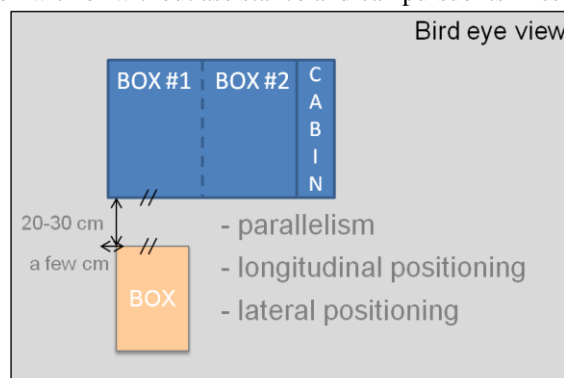 Bird eye view
BOX #1
BOX #2
C
A
B
I
N
20-30 cm
a few cm
BOX
- parallelism
- longitudinal positioning
- lateral positioning